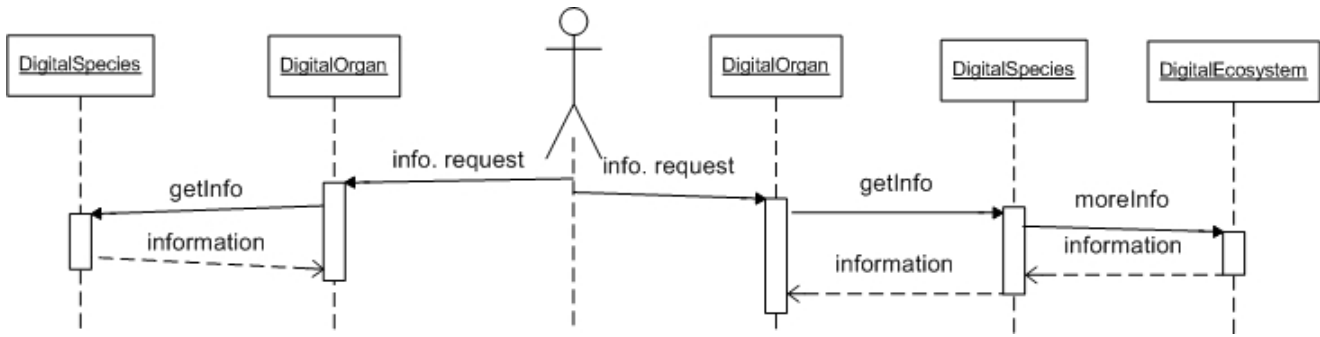 DigitalSpecies
DigitalOrgan
DigitalOrgan
DigitalSpecies
DigitalEcosystem
info. request
info. request
getInfo
getInfo
moreInfo
information
information
information